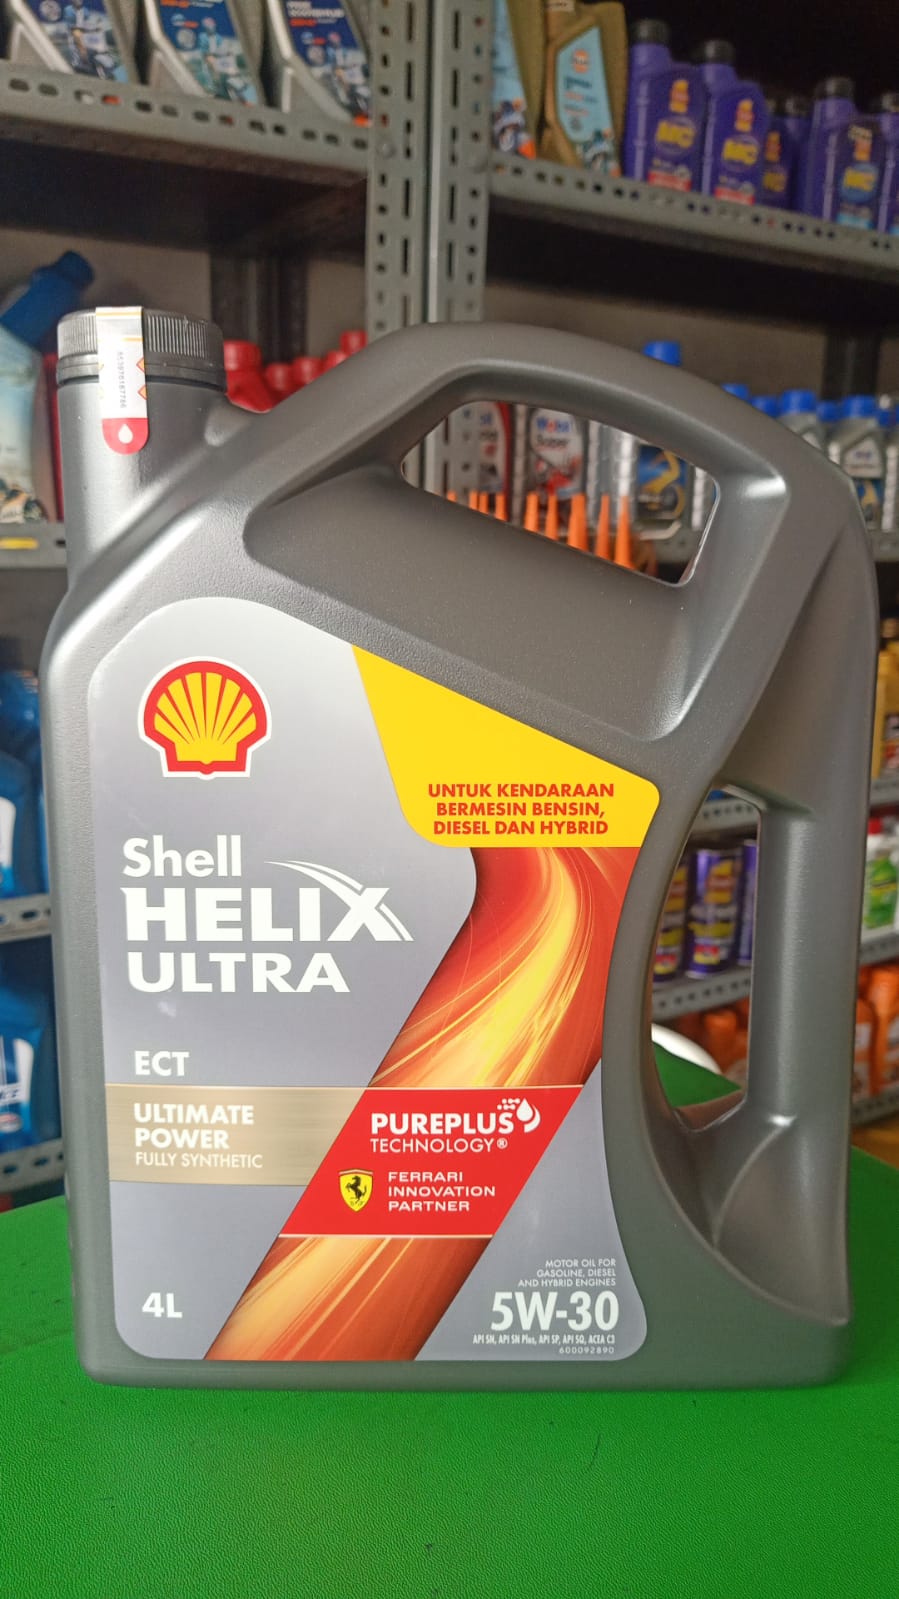 UNTUK KENDARAAN
BERMESIN BENSIN,
DIESEL DAN HYBRID
Shell
HELIX
ULTRA
ECT
ULTIMATE
POWER
FULLY SYNTHETIC
PUREPLUS
TECHNOLOGY®
FERRARI
INNOVATION
PARTNER
MOTOR OIL FOR
GASOLINE, DIESEL
AND HYBRID ENGINES
5W-30
API SN, API SN Plus, API SP, API SQ, ACEA C3
600092890
4L